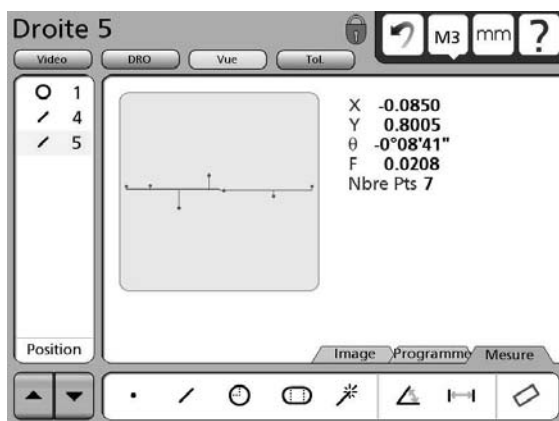 Droite 5
M3
mm
?
Video
DRO
Vue
Tol.
1
4
5
X -0.0850
Y 0.8005
θ -0°08'41"
F 0.0208
Nbre Pts 7
Position
Image
Programme
Mesure